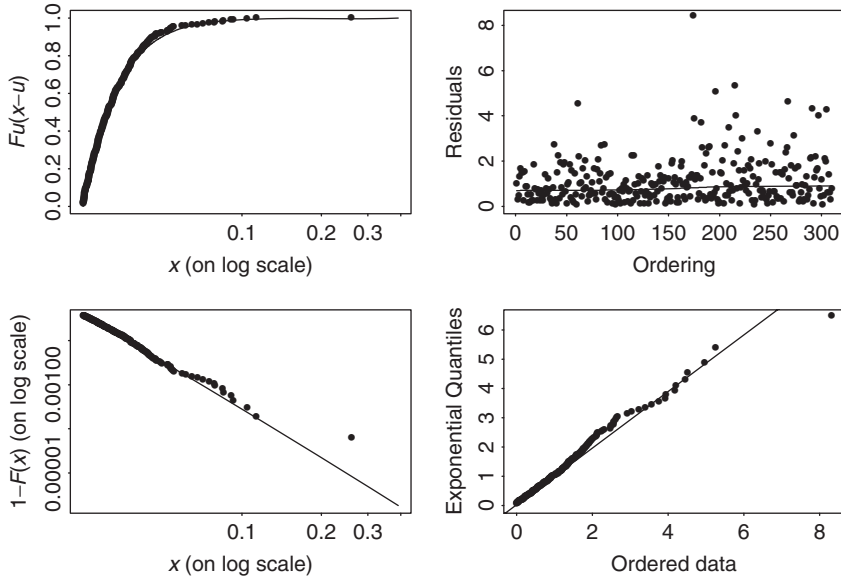 Fu(x–u)
0.0 0.2 0.4 0.6 0.8 1.0
0.1 0.2 0.3
x (on log scale)
Residuals
0 2 4 6 8
0 50 100 150 200 250 300
Ordering
1–F(x) (on log scale)
0.00001 0.00100
0.1 0.2 0.3
x (on log scale)
Exponential Quantiles
0 1 2 3 4 5 6
0 2 4 6 8
Ordered data